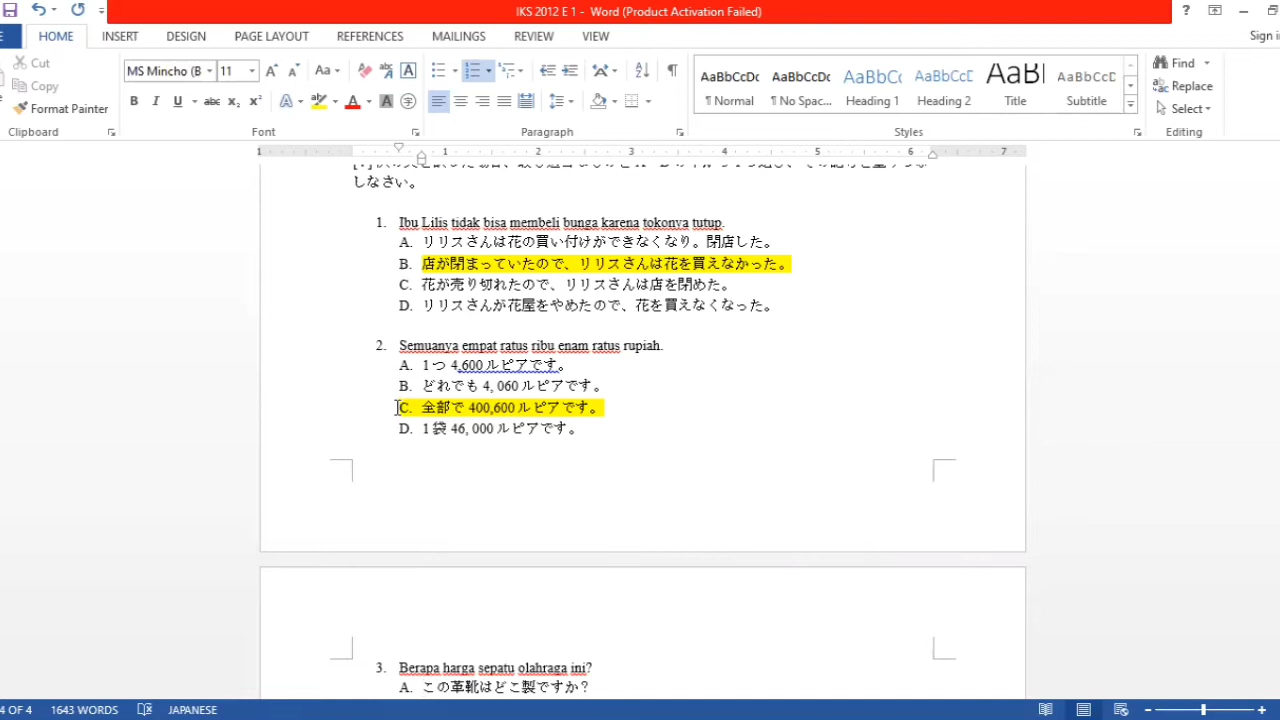 IKS 2012 E 1 - Word (Product Activation Failed)
?
HOME INSERT DESIGN PAGE LAYOUT REFERENCES MAILINGS REVIEW VIEW
Cut
Copy
Format Painter
Clipboard
MS Mincho (B 11
Font
Paragraph
AaBbCcDc AaBbCcDc AaBbCc AaBbCcD AaB AaBbCcD
¶ Normal ¶ No Spac... Heading 1 Heading 2 Title Subtitle
Styles
Find
Replace
Select
Editing
1 1 2 3 4 5 6 7
しなさい。
1. Ibu Lilis tidak bisa membeli bunga karena tokonya tutup.
A. リリスさんは花の買い付けができなくなり。閉店した。
B. 店が閉まっていたので、リリスさんは花を買えなかった。
C. 花が売り切れたので、リリスさんは店を閉めた。
D. リリスさんが花屋をやめたので、花を買えなくなった。
2. Semuanya empat ratus ribu enam ratus rupiah.
A. 1つ 4,600 ルピアです。
B. どれでも 4, 060 ルピアです。
C. 全部で 400,600 ルピアです。
D. 1袋 46, 000 ルピアです。
3. Berapa harga sepatu olahraga ini?
A. この革靴はどこ製ですか?
4 OF 4 1643 WORDS JAPANESE